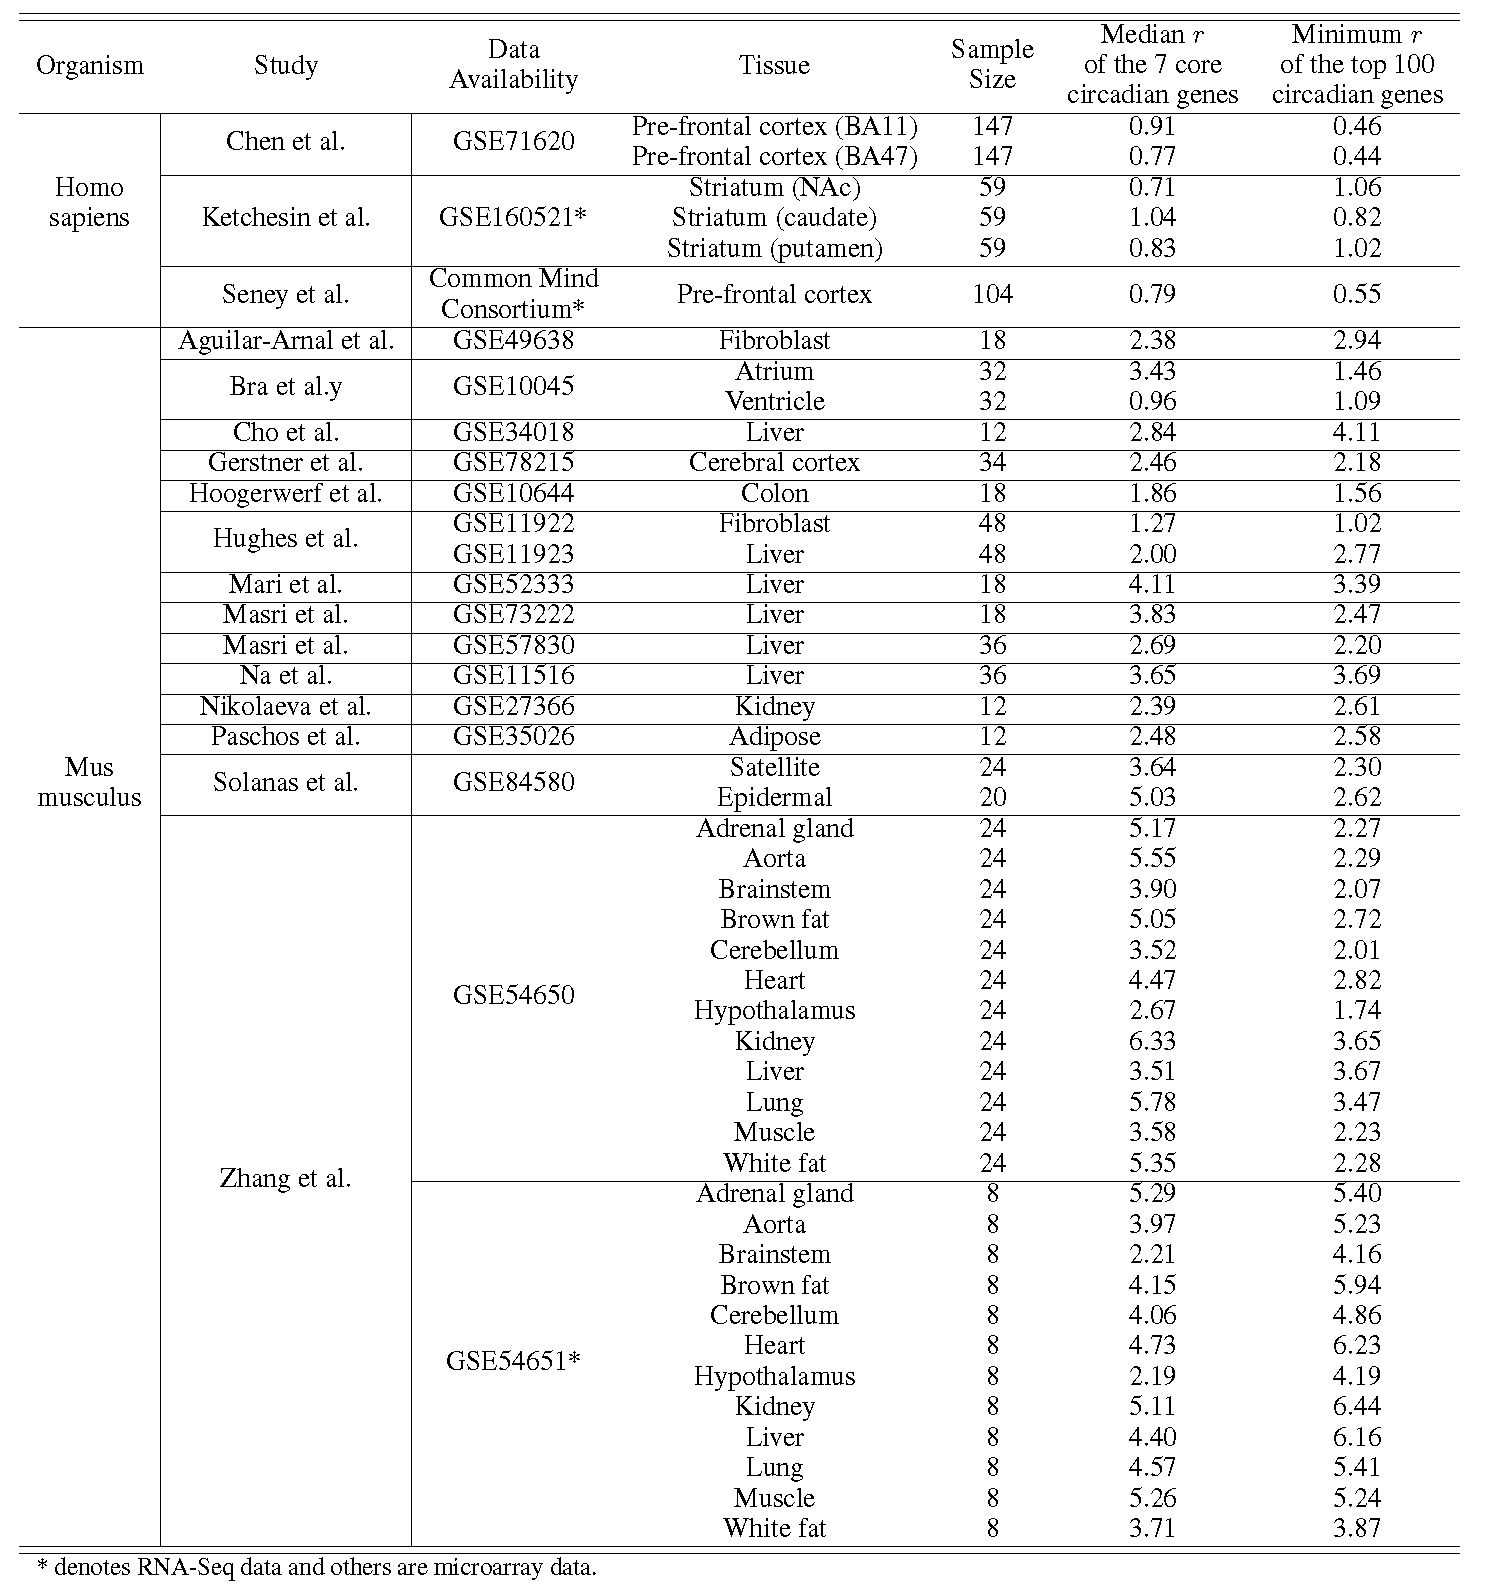 Organism Study Data Availability Tissue Sample Size Median r of the 7 core circadian genes Minimum r of the top 100 circadian genes
Homo sapiens Chen et al. GSE71620 Pre-frontal cortex (BA11) 147 0.91 0.46
Pre-frontal cortex (BA47) 147 0.77 0.44
Ketchesin et al. GSE160521* Striatum (NAc) 59 0.71 1.06
Striatum (caudate) 59 1.04 0.82
Striatum (putamen) 59 0.83 1.02
Seney et al. Common Mind Consortium* Pre-frontal cortex 104 0.79 0.55
Mus musculus Aguilar-Arnal et al. GSE49638 Fibroblast 18 2.38 2.94
Bra et al.y GSE10045 Atrium 32 3.43 1.46
Ventricle 32 0.96 1.09
Cho et al. GSE34018 Liver 12 2.84 4.11
Gerstner et al. GSE78215 Cerebral cortex 34 2.46 2.18
Hoogerwerf et al. GSE10644 Colon 18 1.86 1.56
Hughes et al. GSE11922 Fibroblast 48 1.27 1.02
GSE11923 Liver 48 2.00 2.77
Mari et al. GSE52333 Liver 18 4.11 3.39
Masri et al. GSE73222 Liver 18 3.83 2.47
Masri et al. GSE57830 Liver 36 2.69 2.20
Na et al. GSE11516 Liver 36 3.65 3.69
Nikolaeva et al. GSE27366 Kidney 12 2.39 2.61
Paschos et al. GSE35026 Adipose 12 2.48 2.58
Solanas et al. GSE84580 Satellite 24 3.64 2.30
Epidermal 20 5.03 2.62
Zhang et al. GSE54650 Adrenal gland 24 5.17 2.27
Aorta 24 5.55 2.29
Brainstem 24 3.90 2.07
Brown fat 24 5.05 2.72
Cerebellum 24 3.52 2.01
Heart 24 4.47 2.82
Hypothalamus 24 2.67 1.74
Kidney 24 6.33 3.65
Liver 24 3.51 3.67
Lung 24 5.78 3.47
Muscle 24 3.58 2.23
White fat 24 5.35 2.28
GSE54651* Adrenal gland 8 5.29 5.40
Aorta 8 3.97 5.23
Brainstem 8 2.21 4.16
Brown fat 8 4.15 5.94
Cerebellum 8 4.06 4.86
Heart 8 4.73 6.23
Hypothalamus 8 2.19 4.19
Kidney 8 5.11 6.44
Liver 8 4.40 6.16
Lung 8 4.57 5.41
Muscle 8 5.26 5.24
White fat 8 3.71 3.87
* denotes RNA-Seq data and others are microarray data.